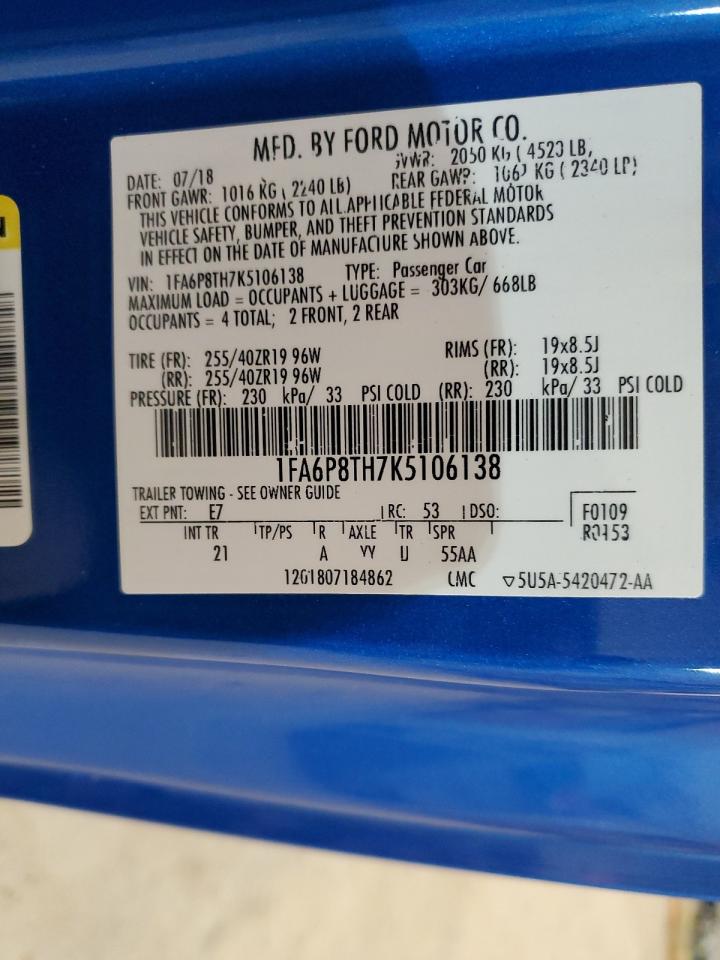 MFD. BY FORD MOTOR CO.
DATE: 07/18 GVWR: 2050 KG ( 4523 LB)
FRONT GAWR: 1016 KG ( 2240 LB) REAR GAWR: KG ( 2340 LB)
THIS VEHICLE CONFORMS TO ALL APPLICABLE FEDERAL MOTOR
VEHICLE SAFETY, BUMPER, AND THEFT PREVENTION STANDARDS
IN EFFECT ON THE DATE OF MANUFACTURE SHOWN ABOVE.
VIN: 1FA6P8TH7K5106138 TYPE: Passenger Car
MAXIMUM LOAD = OCCUPANTS + LUGGAGE = 303KG/ 668LB
OCCUPANTS = 4 TOTAL; 2 FRONT, 2 REAR
TIRE (FR): 255/40ZR19 96W RIMS (FR): 19x8.5J
(RR): 255/40ZR19 96W (RR): 19x8.5J
PRESSURE (FR): 230 kPa/ 33 PSI COLD (RR): 230 kPa/ 33 PSI COLD
1FA6P8TH7K5106138
TRAILER TOWING - SEE OWNER GUIDE
EXT PNT: E7 RC: 53 DSO: F0109
INT TR TP/PS R AXLE TR SPR R0153
21 A YY U 55AA
1201807184862 CMC ▽5U5A-5420472-AA